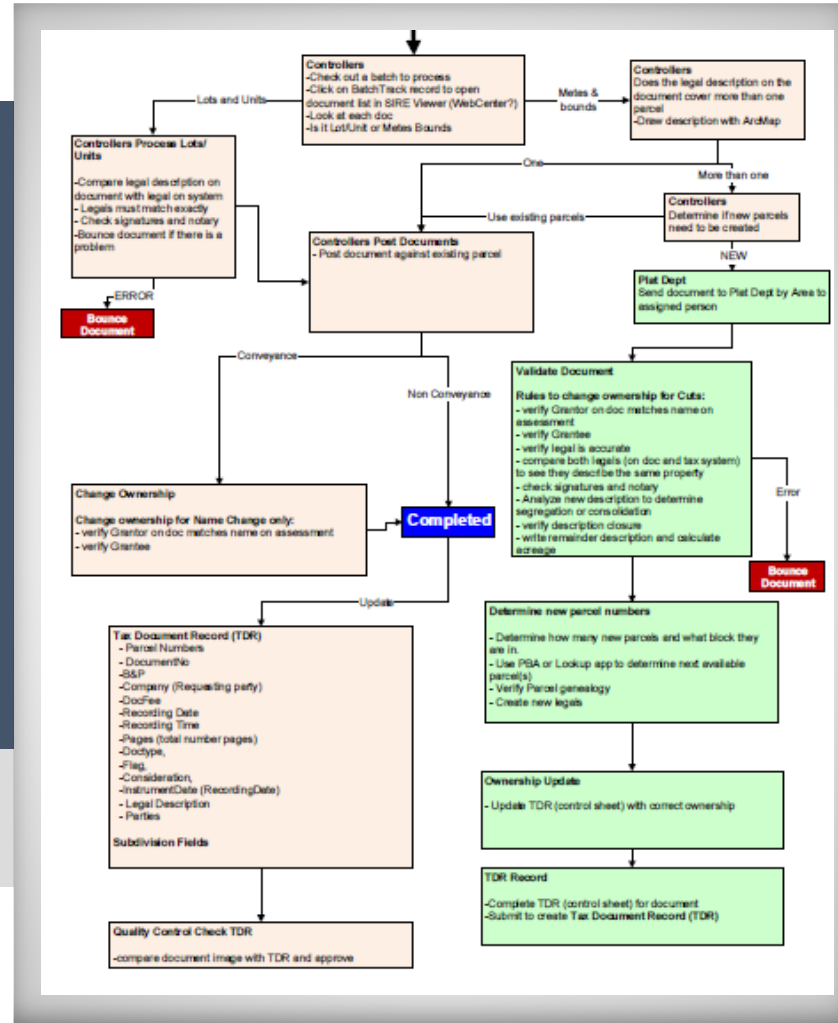 Controllers
-Check out a batch to process
-Click on BatchTrack record to open
document list in SIRE Viewer (WebCenter?)
-Look at each doc
-Is it Lot/Unit or Metes Bounds
Lots and Units
Metes &
bounds
Controllers
Does the legal description on the
document cover more than one
parcel
-Draw description with ArcMap
Controllers Process Lots/
Units
-Compare legal description on
document with legal on system
- Legals must match exactly
- Check signatures and notary
-Bounce document if there is a
problem
One
More than one
Use existing parcels
Controllers
Determine if new parcels
need to be created
Controllers Post Documents
- Post document against existing parcel
NEW
ERROR
Bounce
Document
Plat Dept
Send document to Plat Dept by Area to
assigned person
Conveyance
Non Conveyance
Validate Document
Rules to change ownership for Cuts:
- verify Grantor on doc matches name on
assessment
- verify Grantee
- verify legal is accurate
- compare both legals (on doc and tax system)
to see they describe the same property
- check signatures and notary
- Analyze new description to determine
segregation or consolidation
- verify description closure
- write remainder description and calculate
acreage
Error
Bounce
Document
Change Ownership
Change ownership for Name Change only:
- verify Grantor on doc matches name on assessment
- verify Grantee
Completed
Update
Tax Document Record (TDR)
- Parcel Numbers
- DocumentNo
-B&P
-Company (Requesting party)
-DocFee
-Recording Date
-Recording Time
-Pages (total number pages)
-Doctype,
-Flag,
-Consideration,
-InstrumentDate (RecordingDate)
- Legal Description
- Parties
Subdivision Fields
Determine new parcel numbers
- Determine how many new parcels and what block they
are in.
- Use PBA or Lookup app to determine next available
parcel(s)
- Verify Parcel genealogy
- Create new legals
Ownership Update
- Update TDR (control sheet) with correct ownership
TDR Record
-Complete TDR (control sheet) for document
-Submit to create Tax Document Record (TDR)
Quality Control Check TDR
-compare document image with TDR and approve